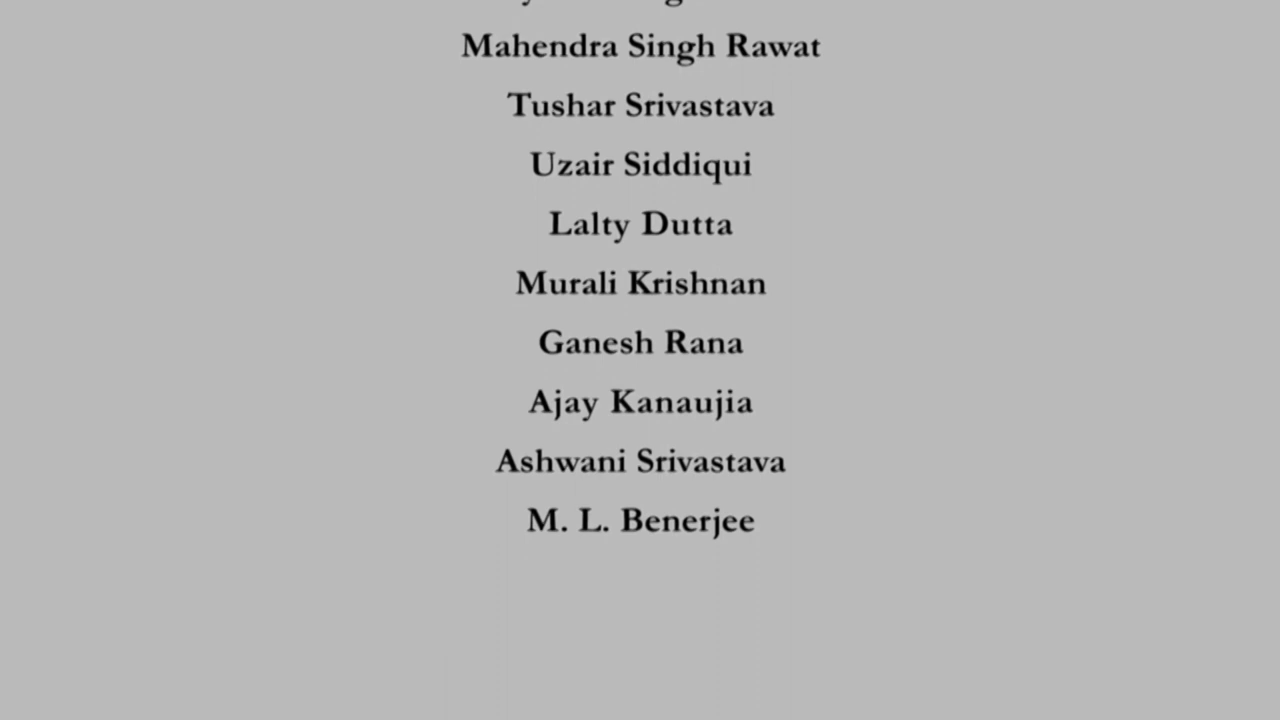 Mahendra Singh Rawat
Tushar Srivastava
Uzair Siddiqui
Lalty Dutta
Murali Krishnan
Ganesh Rana
Ajay Kanaujia
Ashwani Srivastava
M. L. Benerjee